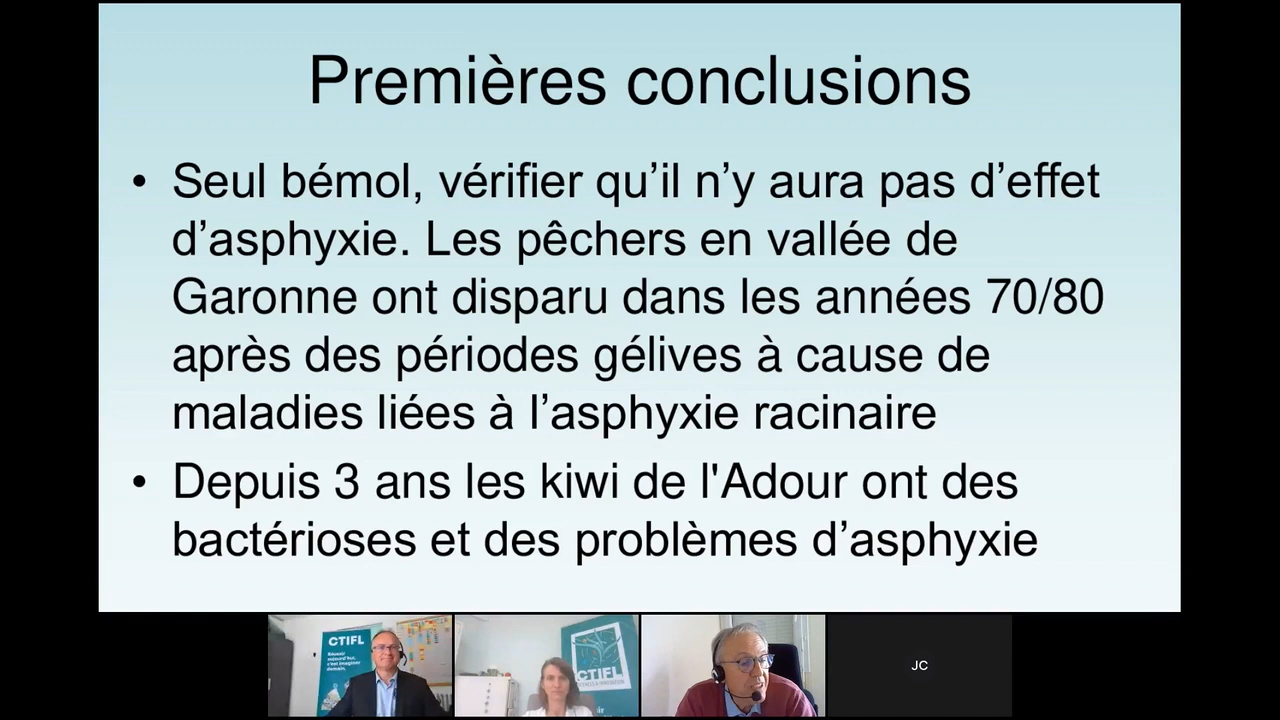 Premières conclusions
• Seul bémol, vérifier qu’il n’y aura pas d’effet
d’asphyxie. Les pêchers en vallée de
Garonne ont disparu dans les années 70/80
après des périodes gélives à cause de
maladies liées à l’asphyxie racinaire
• Depuis 3 ans les kiwi de l'Adour ont des
bactérioses et des problèmes d’asphyxie
CTIFL
CTIFL
JC